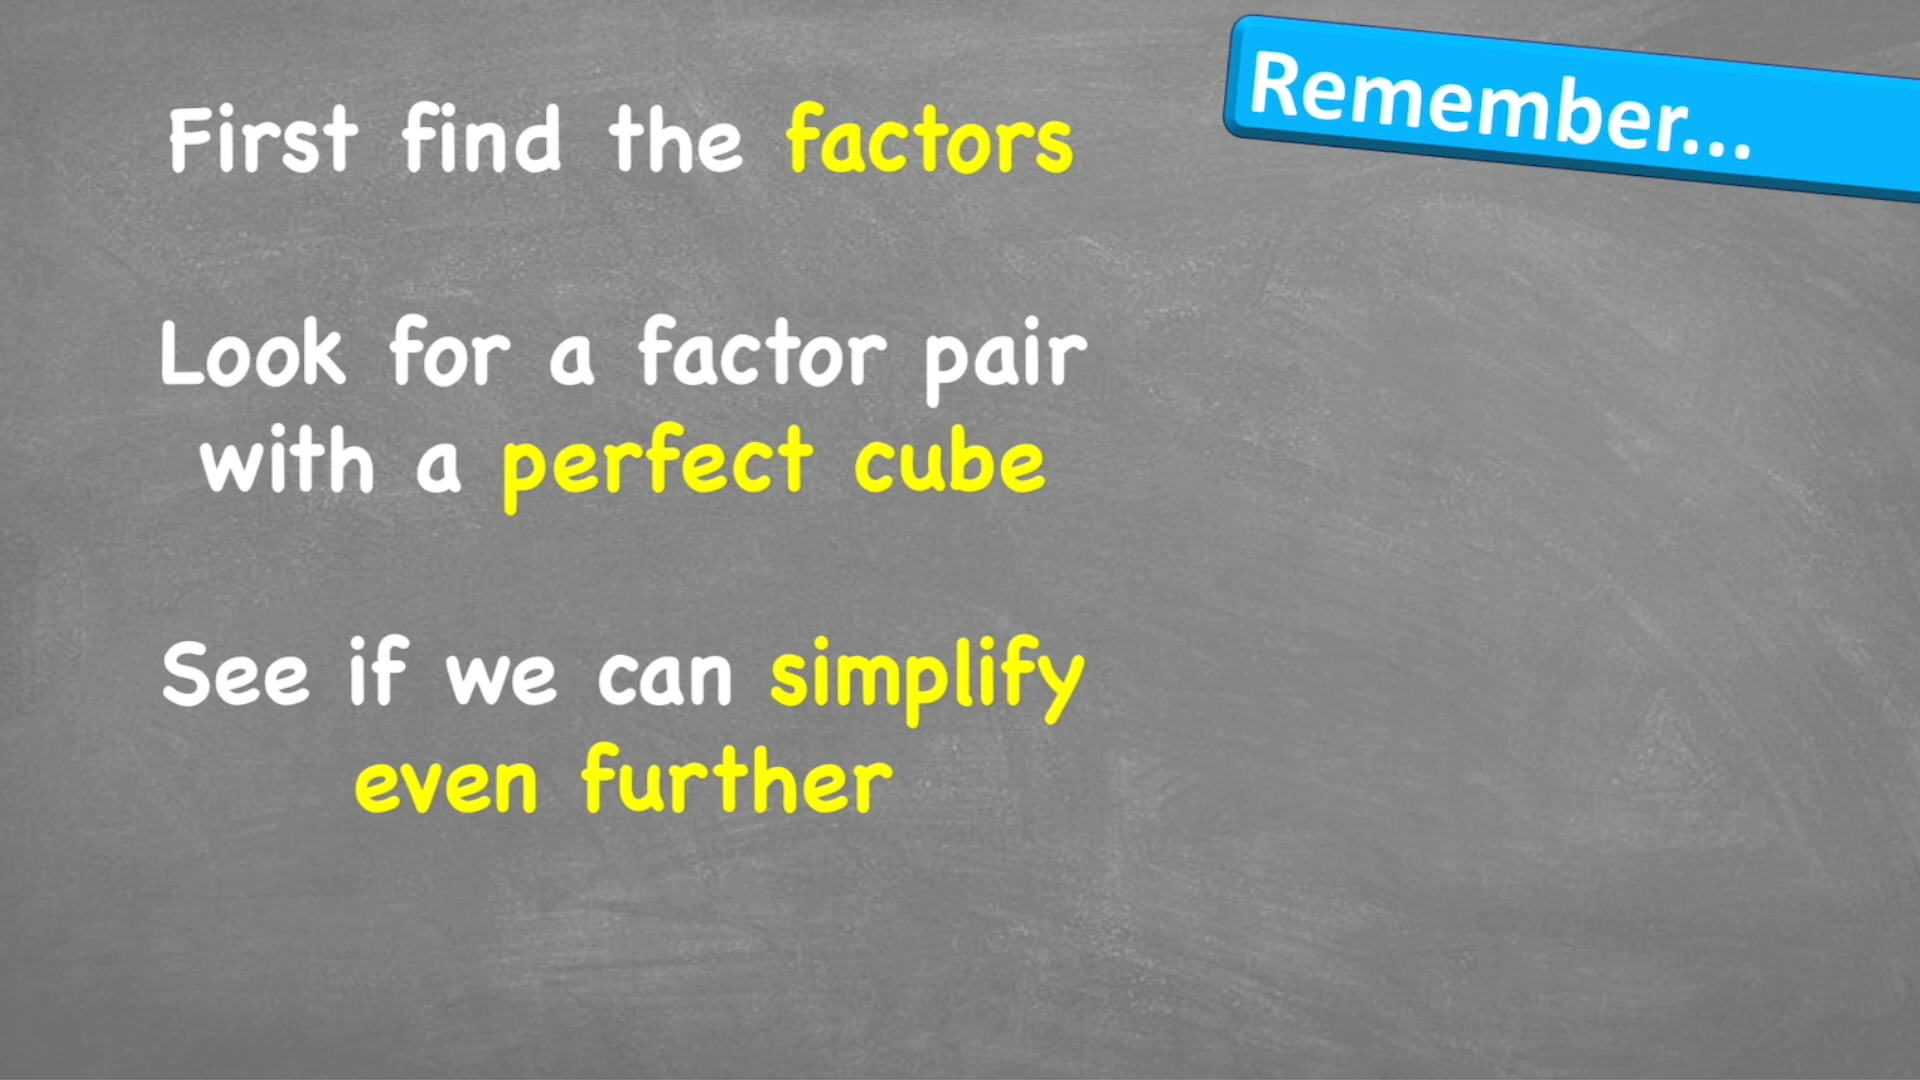 Remember...
First find the factors
Look for a factor pair
with a perfect cube
See if we can simplify
even further